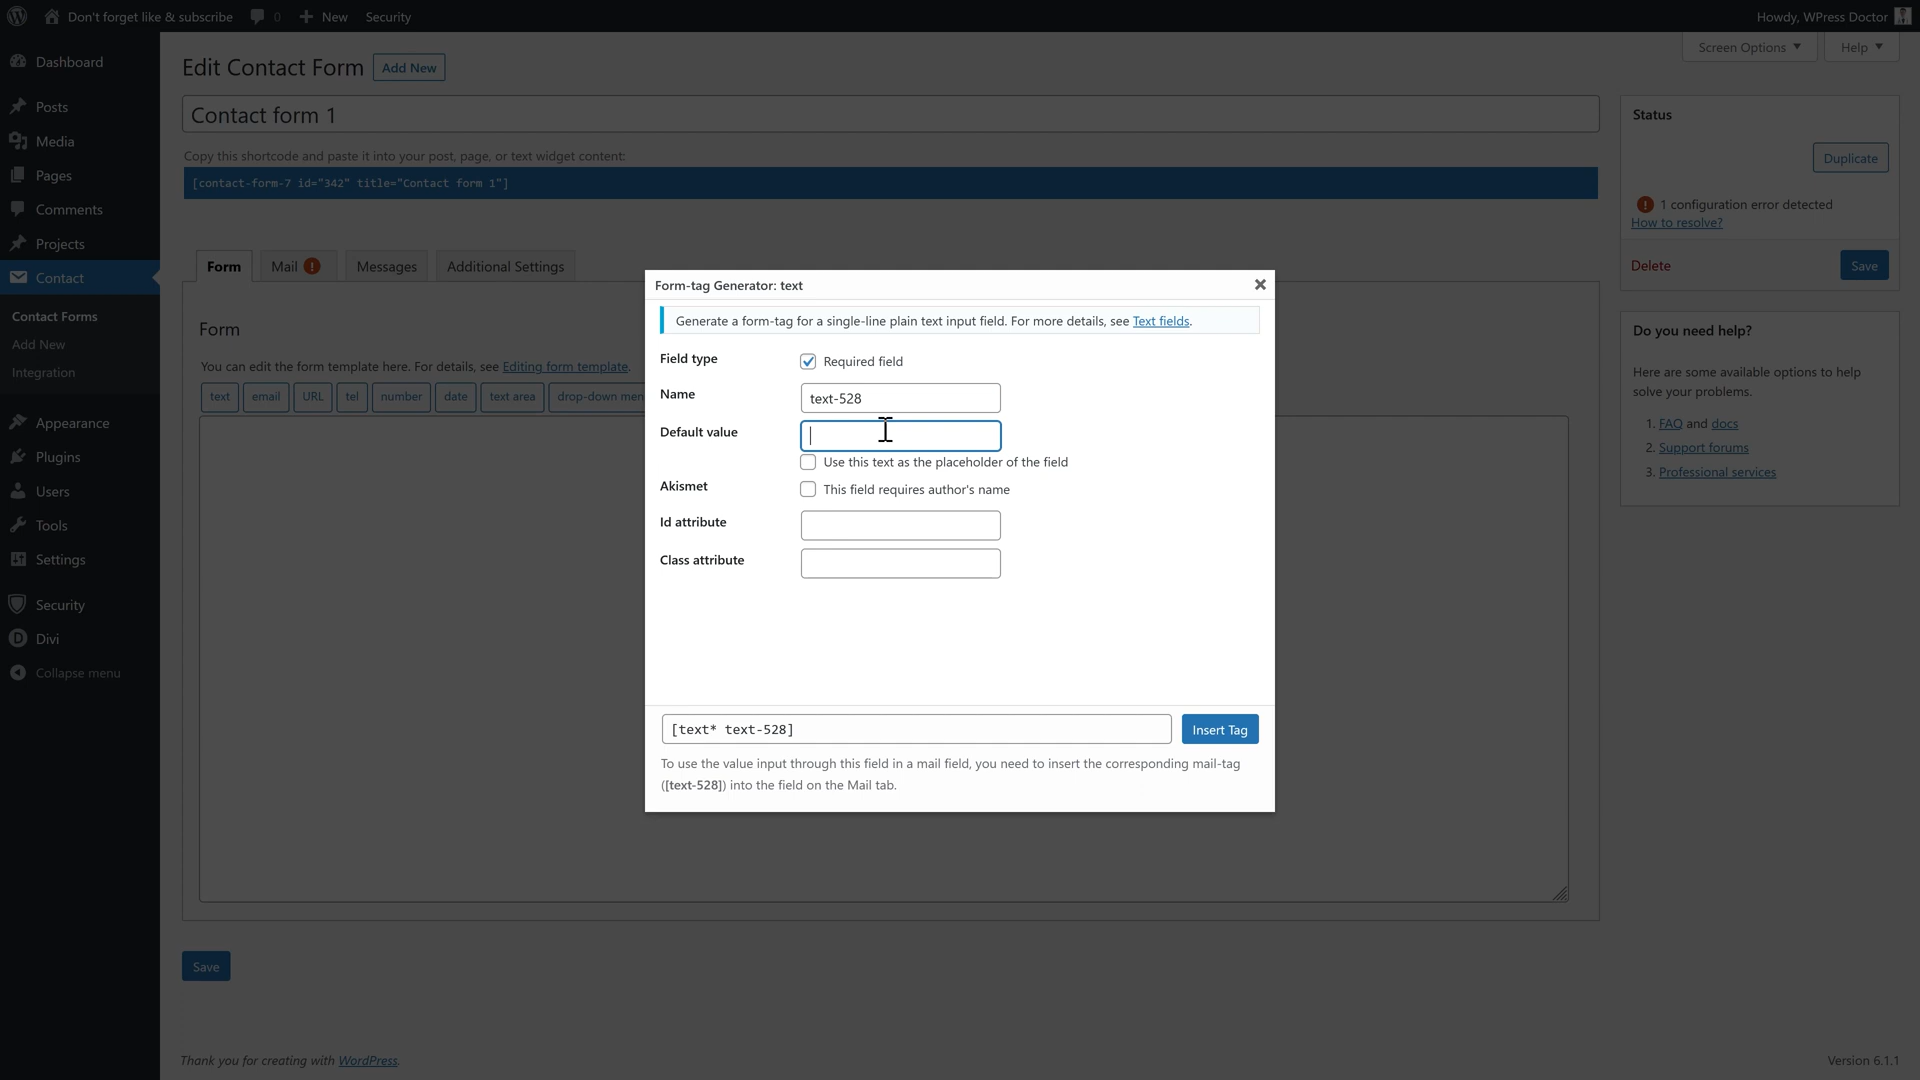 Don't forget like & subscribe
0
New
Security
Howdy, WPress Doctor
Dashboard
Posts
Media
Pages
Comments
Projects
Contact
Contact Forms
Add New
Integration
Appearance
Plugins
Users
Tools
Settings
Security
Divi
Collapse menu
Screen Options
Help
Edit Contact Form
Add New
Contact form 1
Copy this shortcode and paste it into your post, page, or text widget content:
[contact-form-7 id="342" title="Contact form 1"]
Form
Mail
Messages
Additional Settings
Form
You can edit the form template here. For details, see Editing form template.
text
email
URL
tel
number
date
text area
drop-down menu
Save
Form-tag Generator: text
Generate a form-tag for a single-line plain text input field. For more details, see Text fields.
Field type
Required field
Name
text-528
Default value
Use this text as the placeholder of the field
Akismet
This field requires author's name
Id attribute
Class attribute
[text* text-528]
Insert Tag
To use the value input through this field in a mail field, you need to insert the corresponding mail-tag
([text-528]) into the field on the Mail tab.
Status
Duplicate
1 configuration error detected
How to resolve?
Delete
Save
Do you need help?
Here are some available options to help
solve your problems.
1. FAQ and docs
2. Support forums
3. Professional services
Thank you for creating with WordPress.
Version 6.1.1